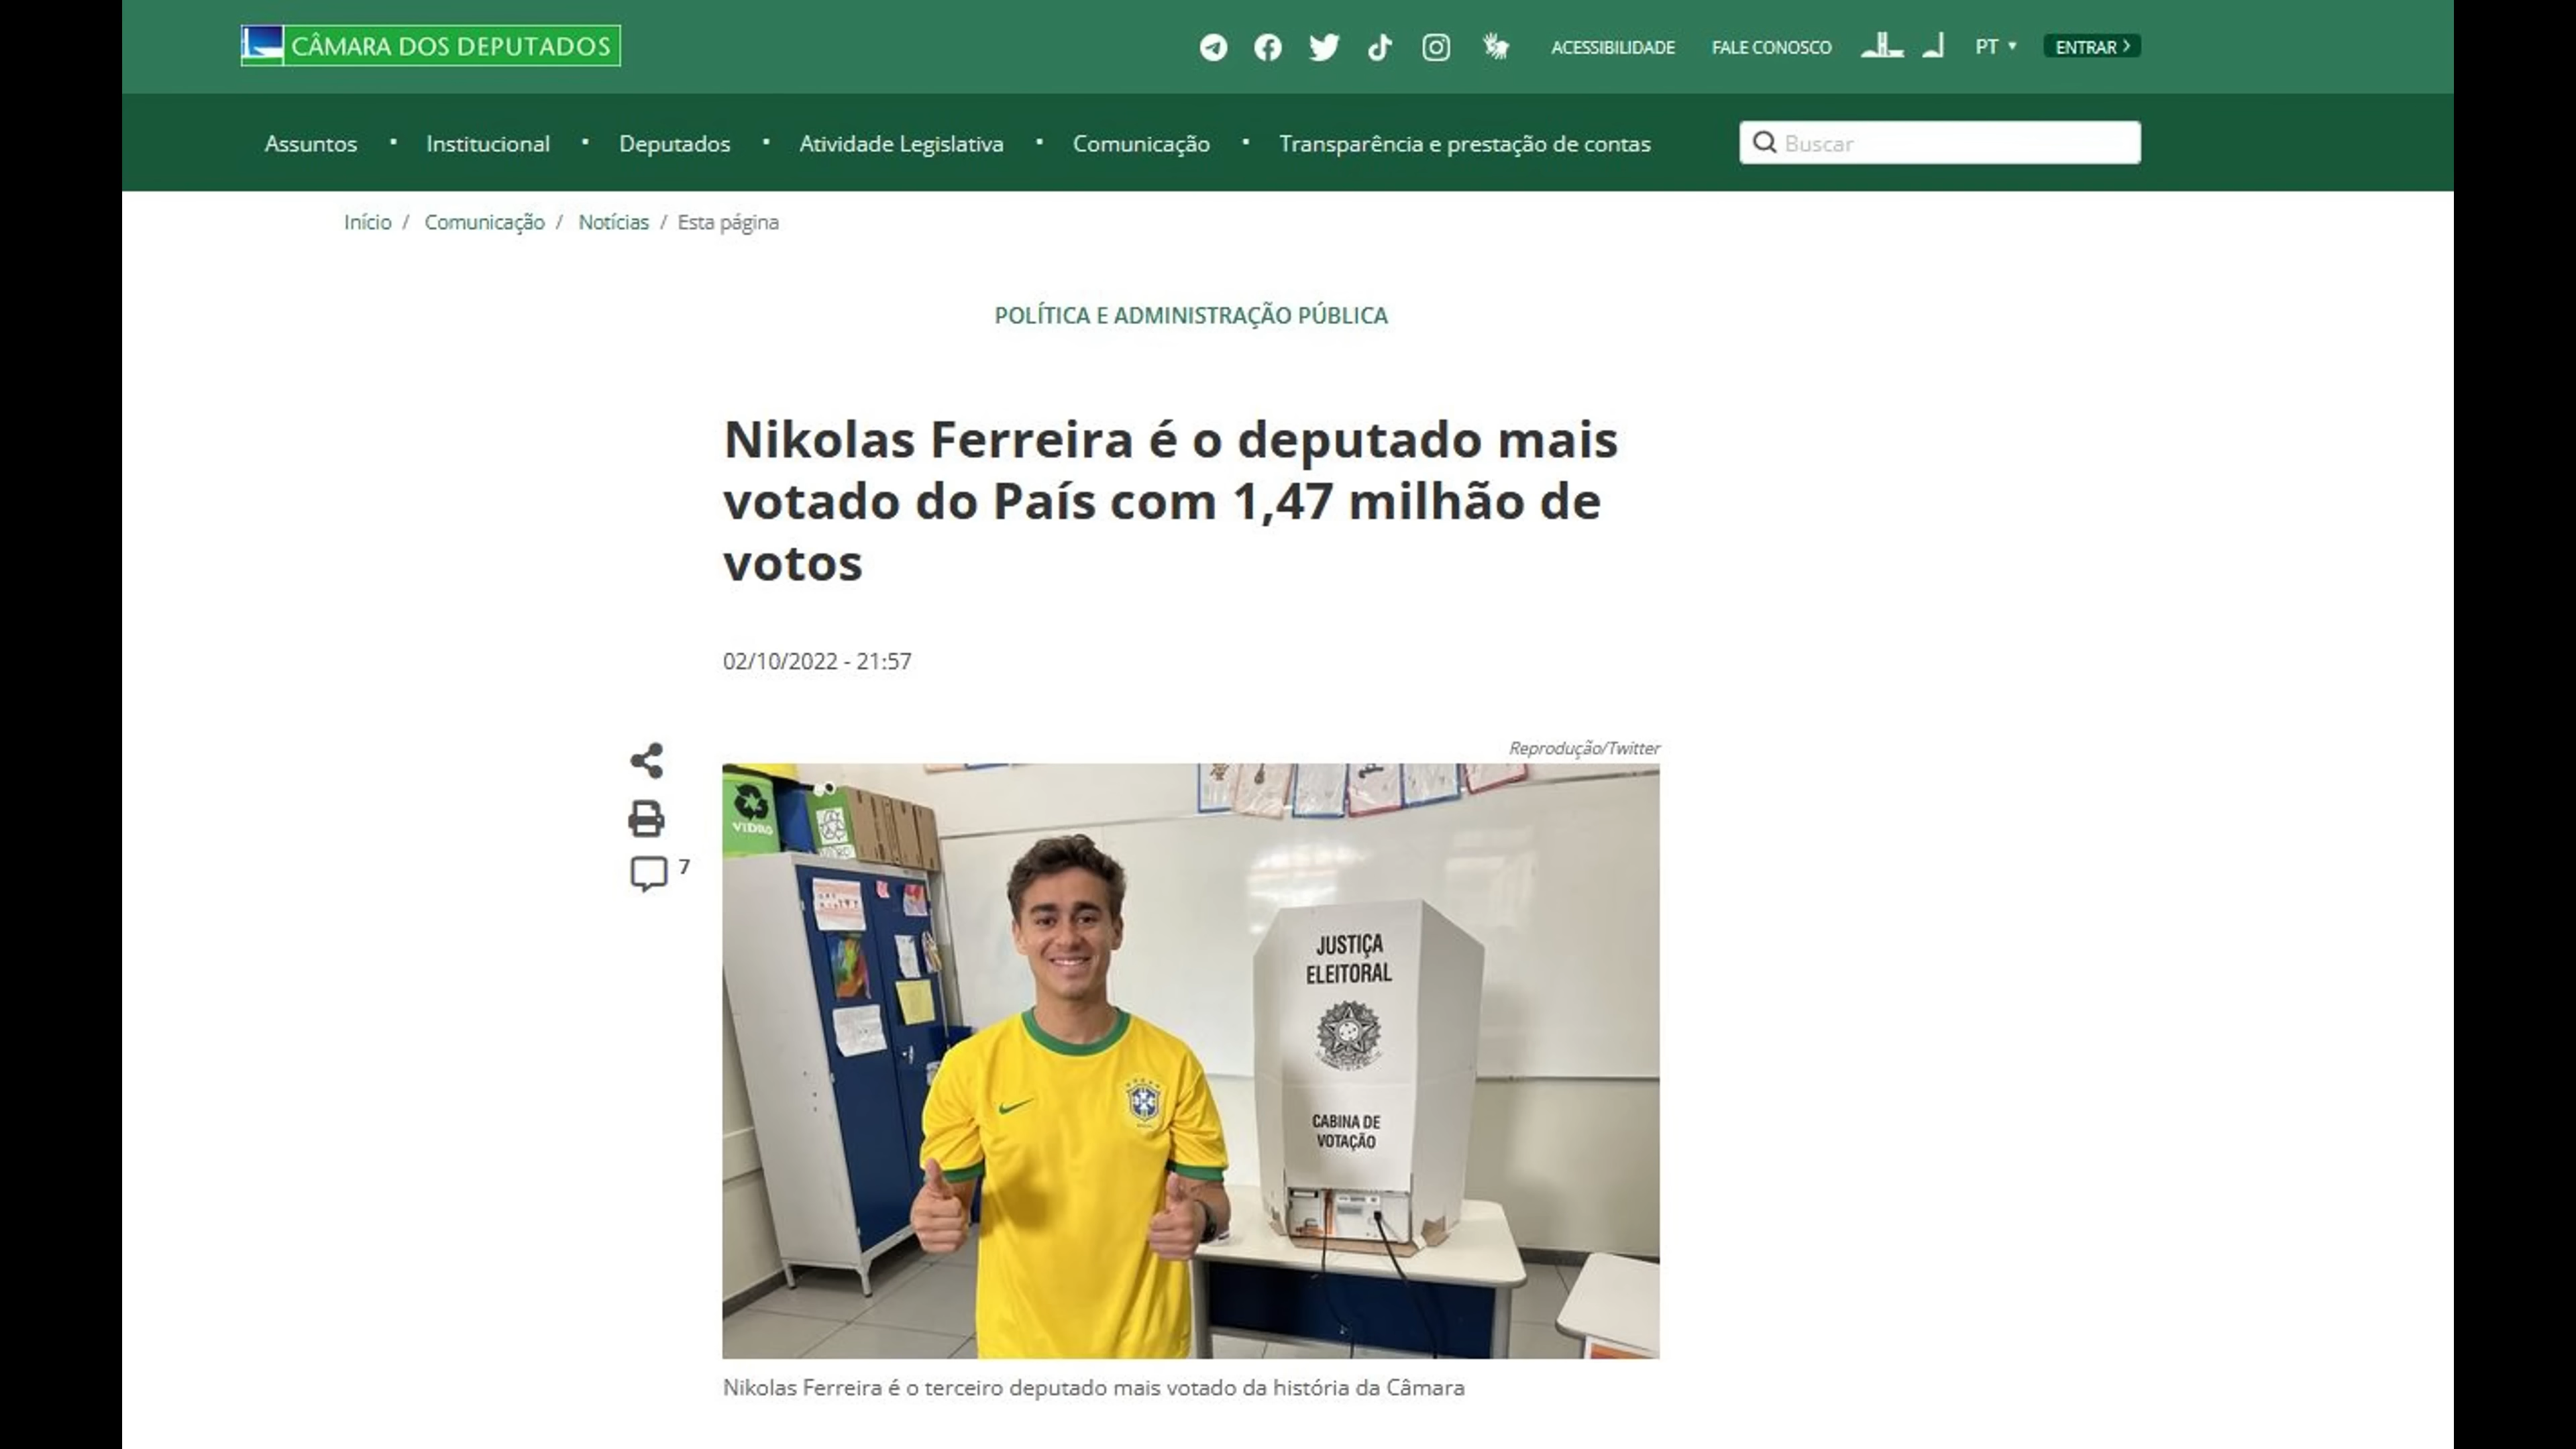 CÂMARA DOS DEPUTADOS
ACESSIBILIDADE
FALE CONOSCO
PT
ENTRAR
Assuntos
Institucional
Deputados
Atividade Legislativa
Comunicação
Transparência e prestação de contas
Buscar
Início / Comunicação / Notícias / Esta página
POLÍTICA E ADMINISTRAÇÃO PÚBLICA
Nikolas Ferreira é o deputado mais
votado do País com 1,47 milhão de
votos
02/10/2022 - 21:57
Reprodução/Twitter
7
VIDRO
JUSTIÇA
ELEITORAL
CABINA DE
VOTAÇÃO
Nikolas Ferreira é o terceiro deputado mais votado da história da Câmara